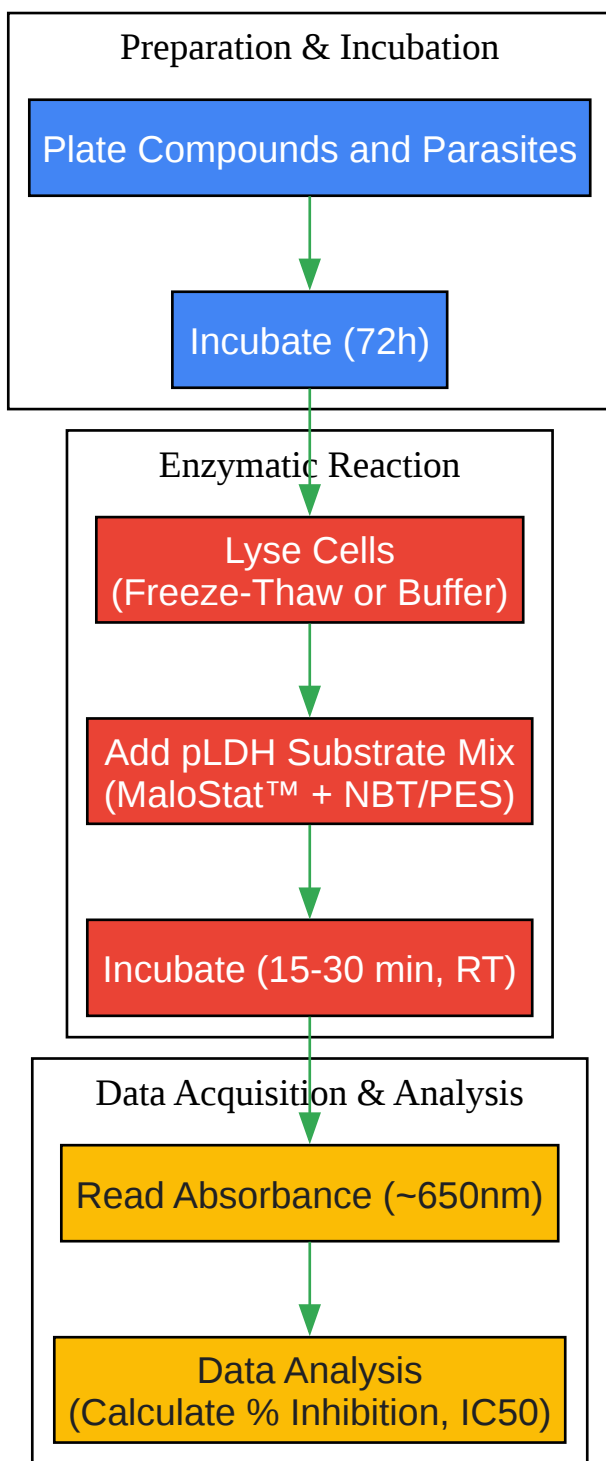 Preparation & Incubation
Plate Compounds and Parasites
Incubate (72h)
Enzymatic Reaction
Lyse Cells
(Freeze-Thaw or Buffer)
Add pLDH Substrate Mix
(MaloStat™ + NBT/PES)
Incubate (15-30 min, RT)
Data Acquisition & Analysis
Read Absorbance (~650nm)
Data Analysis
(Calculate % Inhibition, IC50)